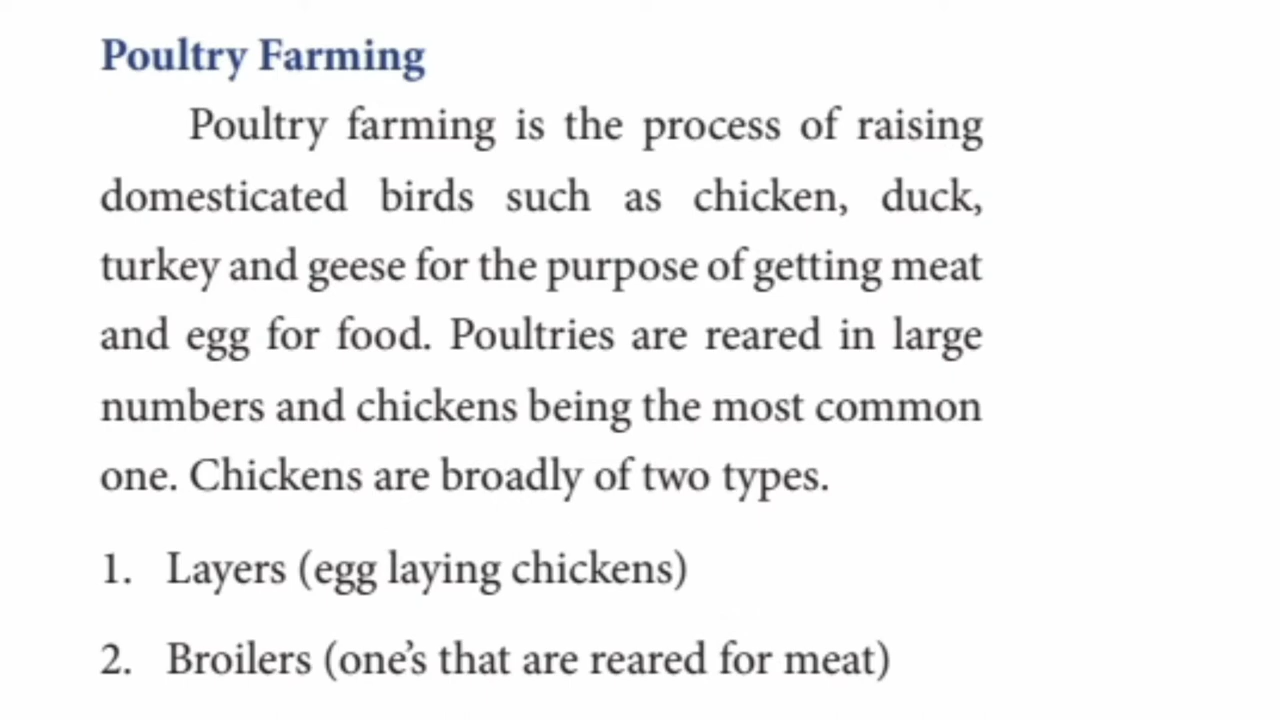 Poultry Farming
Poultry farming is the process of raising
domesticated birds such as chicken, duck,
turkey and geese for the purpose of getting meat
and egg for food. Poultries are reared in large
numbers and chickens being the most common
one. Chickens are broadly of two types.
1. Layers (egg laying chickens)
2. Broilers (one’s that are reared for meat)